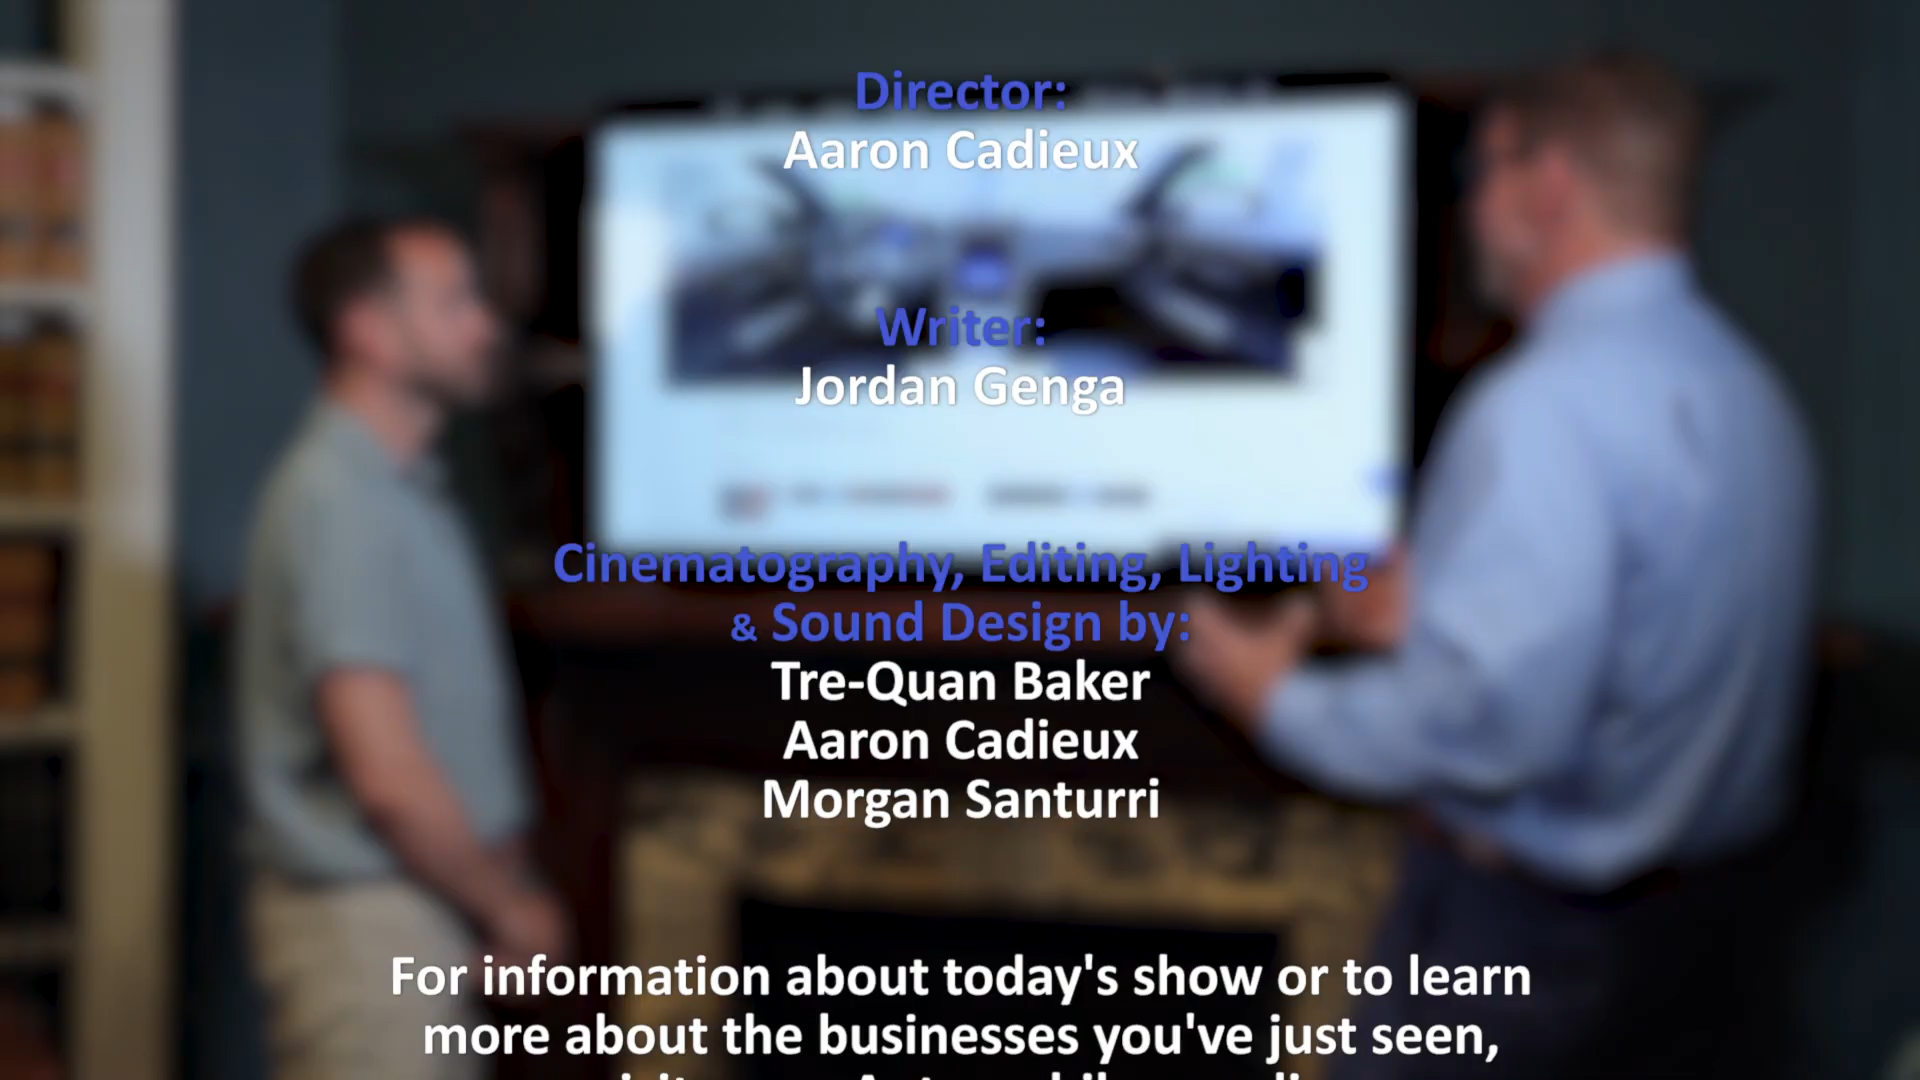 Director:
Aaron Cadieux
Writer:
Jordan Genga
Cinematography, Editing, Lighting
& Sound Design by:
Tre-Quan Baker
Aaron Cadieux
Morgan Santurri
For information about today's show or to learn
more about the businesses you've just seen,